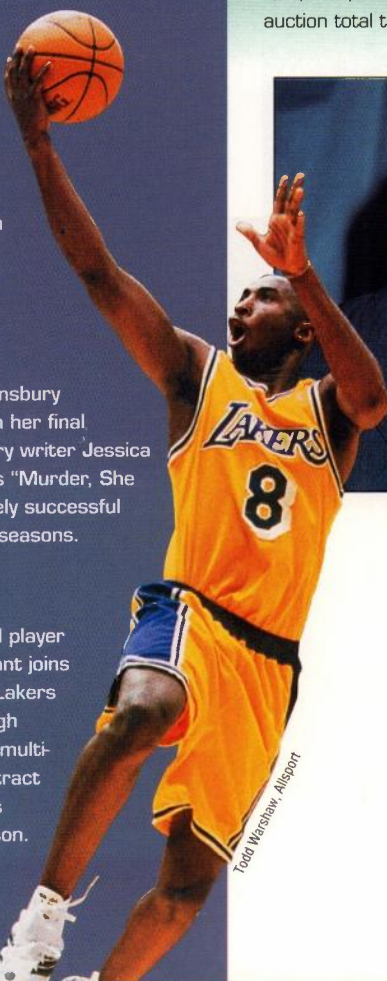 auction total t
n
nsbury
n her final
ry writer Jessica
s "Murder, She
ely successful
seasons.
l player
ant joins
Lakers
gh
multi-
tract
s
son.
LAKERS
8
Todd Warshaw, Allsport